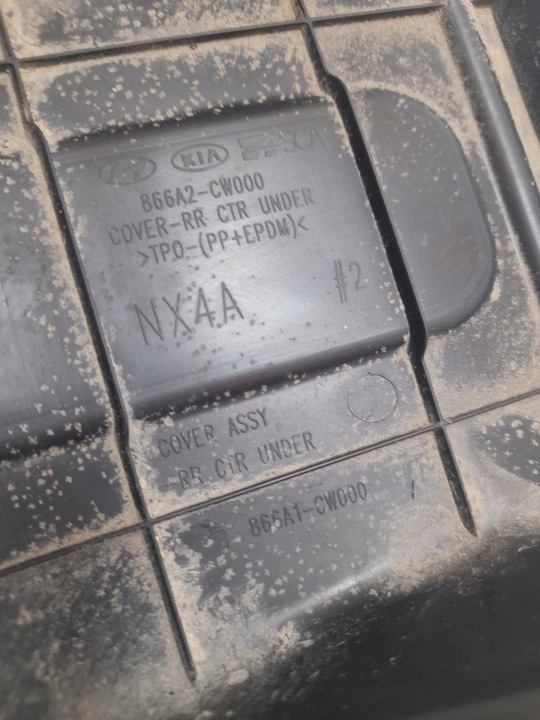 KIA
866A2-CW000
COVER-RR CTR UNDER
>TPO-(PP+EPDM)<
NX4A
#2
COVER ASSY
RR CTR UNDER
866A1-CW000